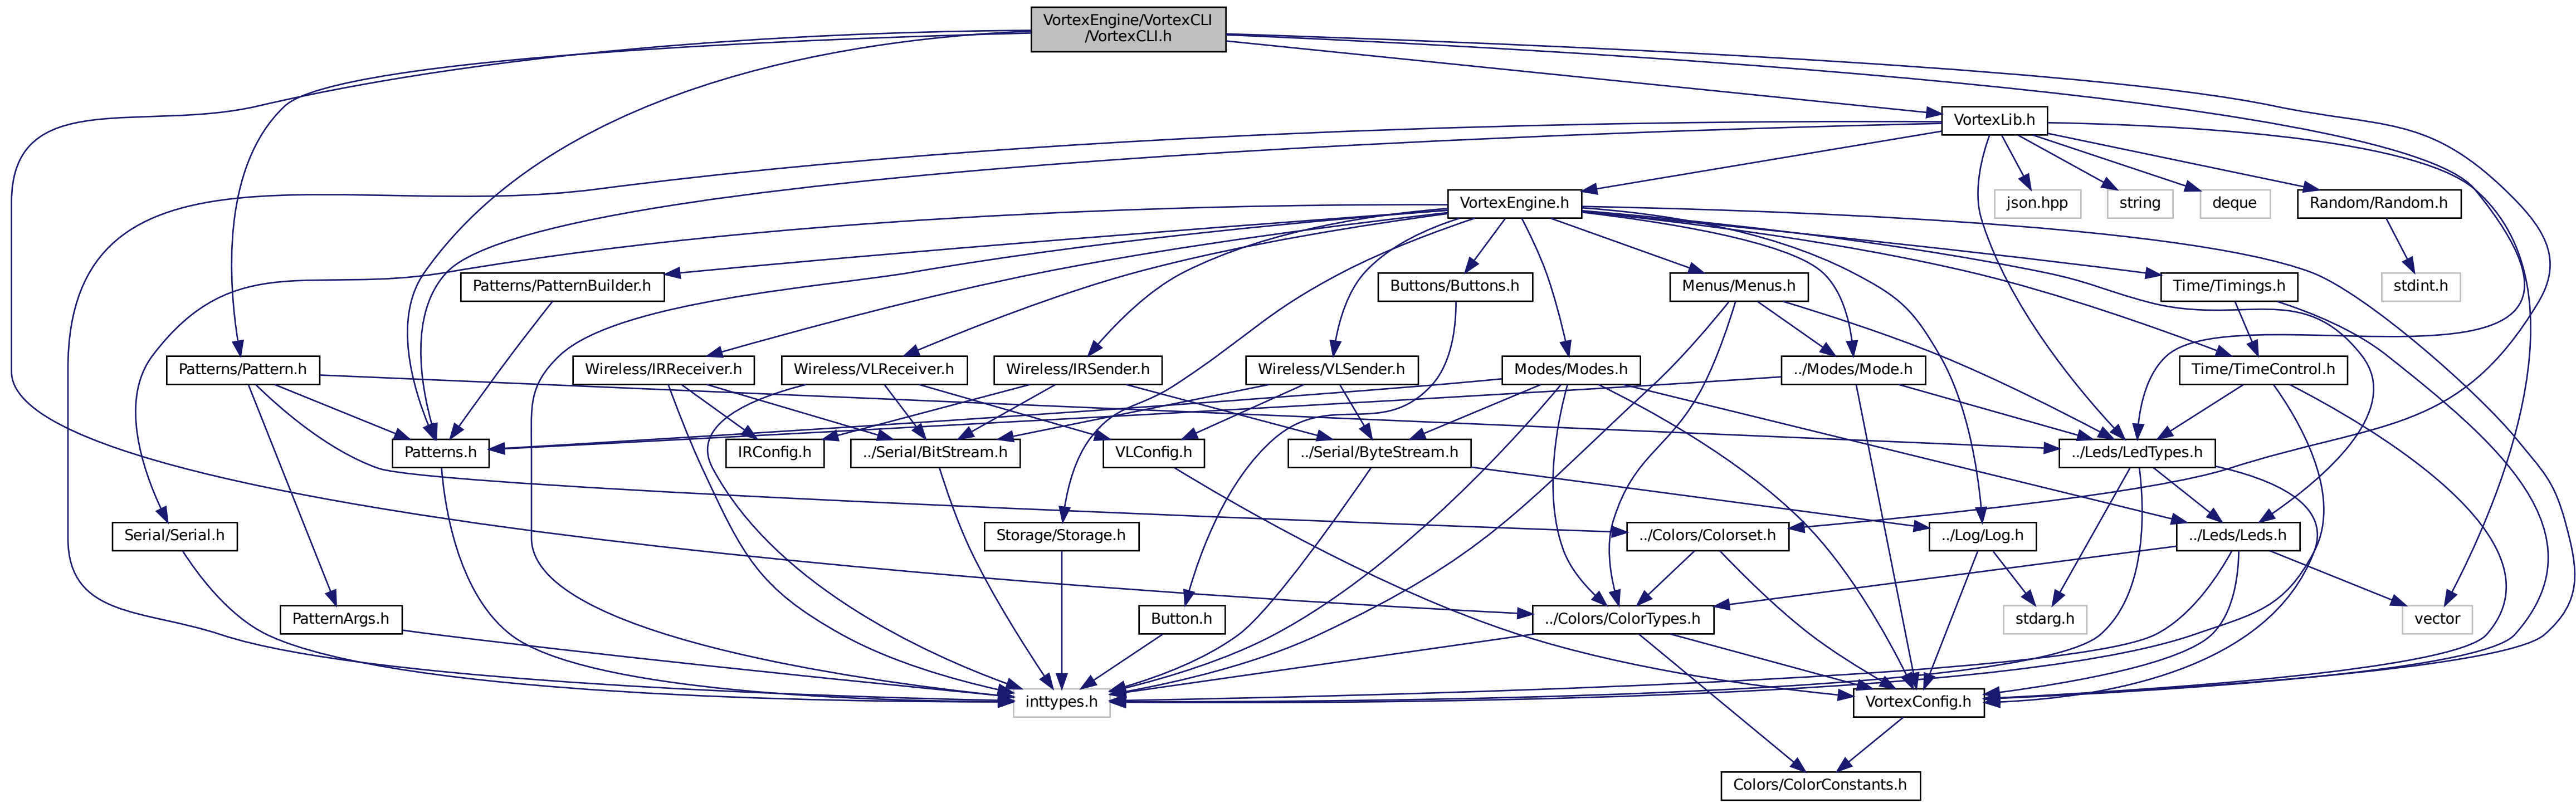 VortexEngine/VortexCLI
/VortexCLI.h
VortexLib.h
VortexEngine.h
json.hpp
string
deque
Random/Random.h
Patterns/PatternBuilder.h
Buttons/Buttons.h
Menus/Menus.h
Time/Timings.h
stdint.h
Patterns/Pattern.h
Wireless/IRReceiver.h
Wireless/VLReceiver.h
Wireless/IRSender.h
Wireless/VLSender.h
Modes/Modes.h
../Modes/Mode.h
Time/TimeControl.h
Patterns.h
IRConfig.h
../Serial/BitStream.h
VLConfig.h
../Serial/ByteStream.h
../Leds/LedTypes.h
Serial/Serial.h
Storage/Storage.h
../Colors/Colorset.h
../Log/Log.h
../Leds/Leds.h
PatternArgs.h
Button.h
../Colors/ColorTypes.h
stdarg.h
vector
inttypes.h
VortexConfig.h
Colors/ColorConstants.h